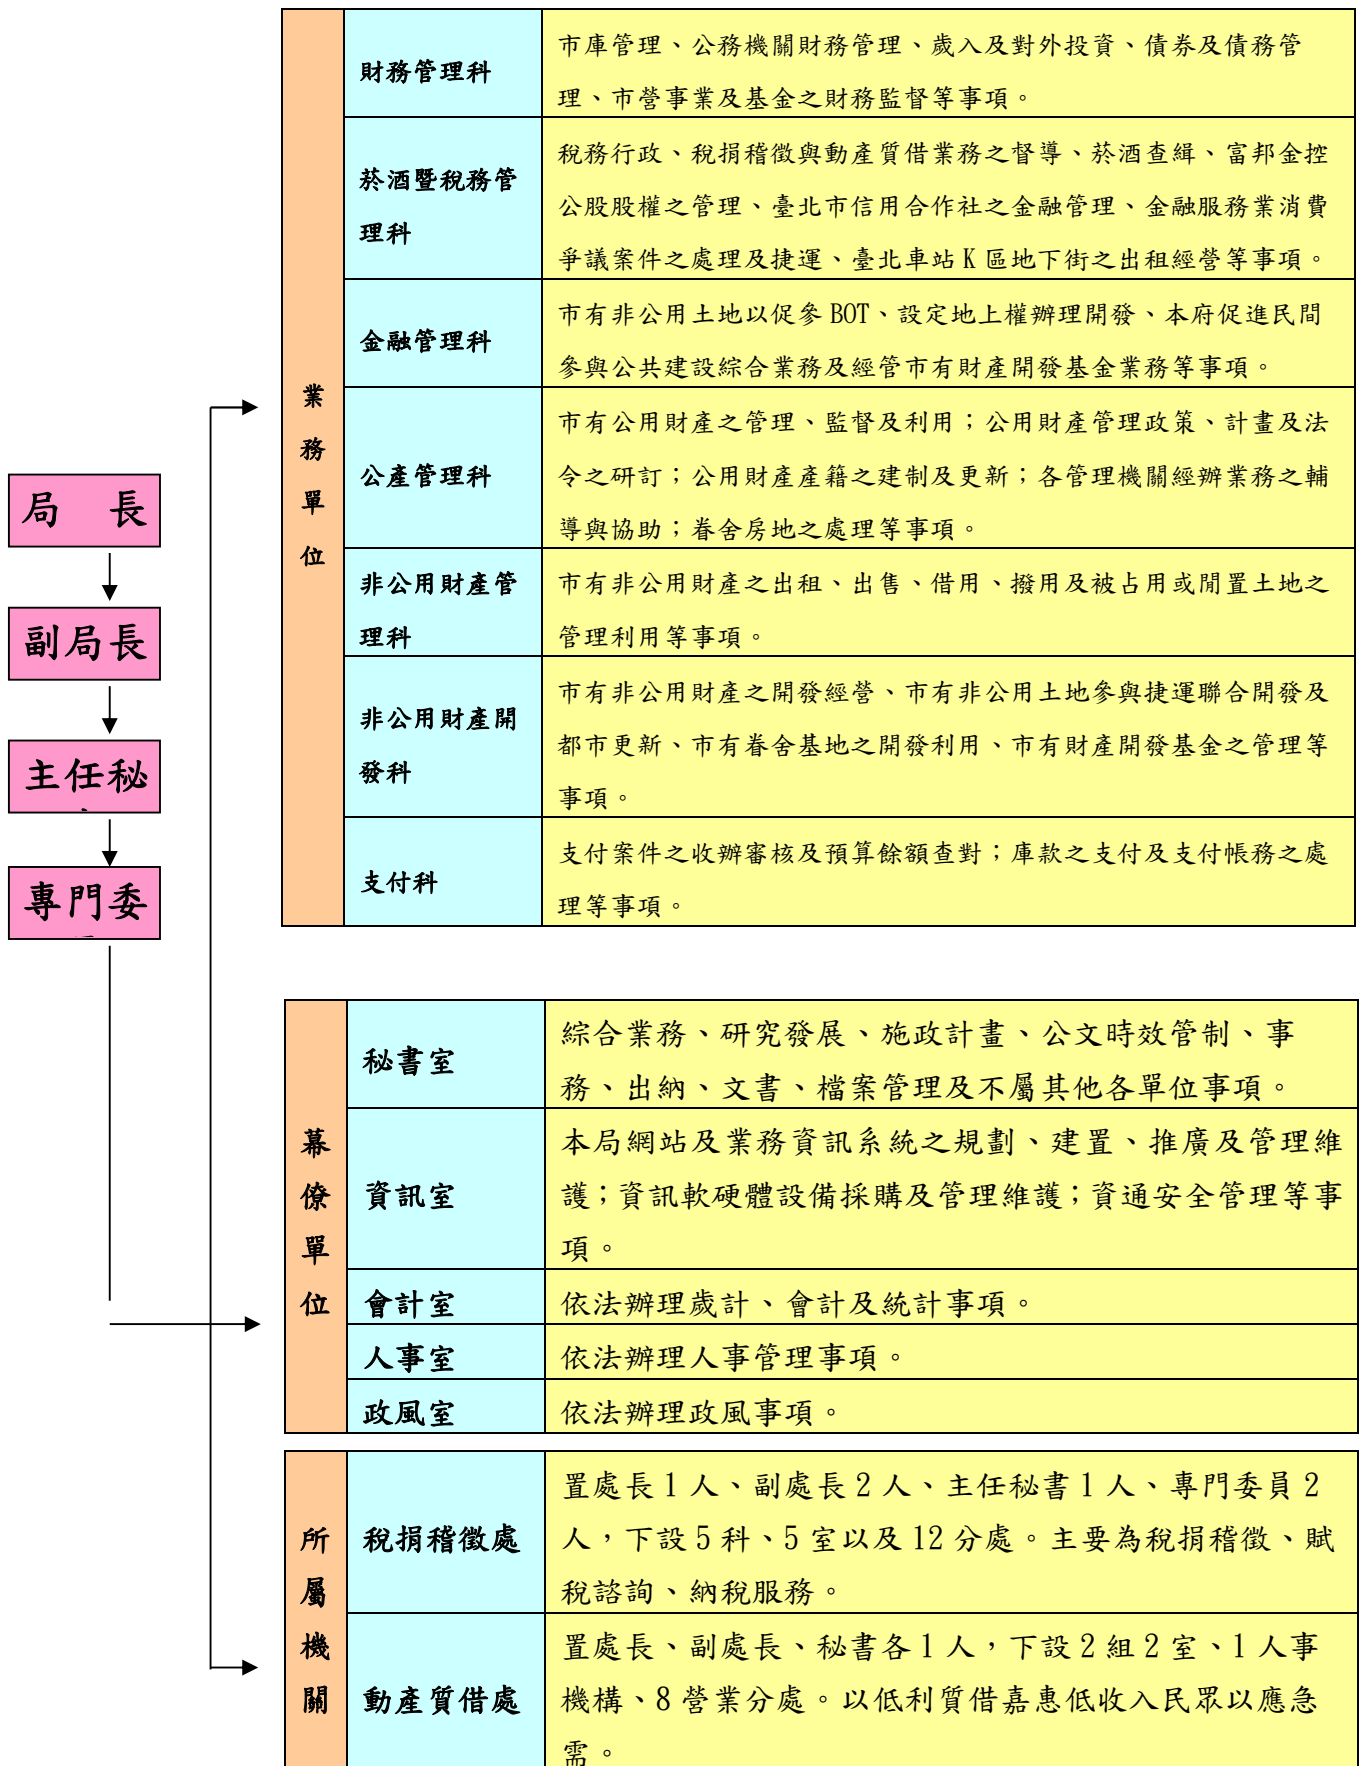 局　長
副局長
主任秘
專門委
業務單位
財務管理科
市庫管理、公務機關財務管理、歲入及對外投資、債券及債務管
理、市營事業及基金之財務監督等事項。
菸酒暨稅務管
理科
稅務行政、稅捐稽徵與動產質借業務之督導、菸酒查緝、富邦金控
公股股權之管理、臺北市信用合作社之金融管理、金融服務業消費
爭議案件之處理及捷運、臺北車站 K 區地下街之出租經營等事項。
金融管理科
市有非公用土地以促參 BOT、設定地上權辦理開發、本府促進民間
參與公共建設綜合業務及經管市有財產開發基金業務等事項。
公產管理科
市有公用財產之管理、監督及利用；公用財產管理政策、計畫及法
令之研訂；公用財產產籍之建制及更新；各管理機關經辦業務之輔
導與協助；眷舍房地之處理等事項。
非公用財產管
理科
市有非公用財產之出租、出售、借用、撥用及被占用或閒置土地之
管理利用等事項。
非公用財產開
發科
市有非公用財產之開發經營、市有非公用土地參與捷運聯合開發及
都市更新、市有眷舍基地之開發利用、市有財產開發基金之管理等
事項。
支付科
支付案件之收辦審核及預算餘額查對；庫款之支付及支付帳務之處
理等事項。
幕僚單位
秘書室
綜合業務、研究發展、施政計畫、公文時效管制、事
務、出納、文書、檔案管理及不屬其他各單位事項。
資訊室
本局網站及業務資訊系統之規劃、建置、推廣及管理維
護；資訊軟硬體設備採購及管理維護；資通安全管理等事
項。
會計室
依法辦理歲計、會計及統計事項。
人事室
依法辦理人事管理事項。
政風室
依法辦理政風事項。
所屬機關
稅捐稽徵處
置處長 1 人、副處長 2 人、主任秘書 1 人、專門委員 2
人，下設 5 科、5 室以及 12 分處。主要為稅捐稽徵、賦
稅諮詢、納稅服務。
動產質借處
置處長、副處長、秘書各 1 人，下設 2 組 2 室、1 人事
機構、8 營業分處。以低利質借嘉惠低收入民眾以應急
需。